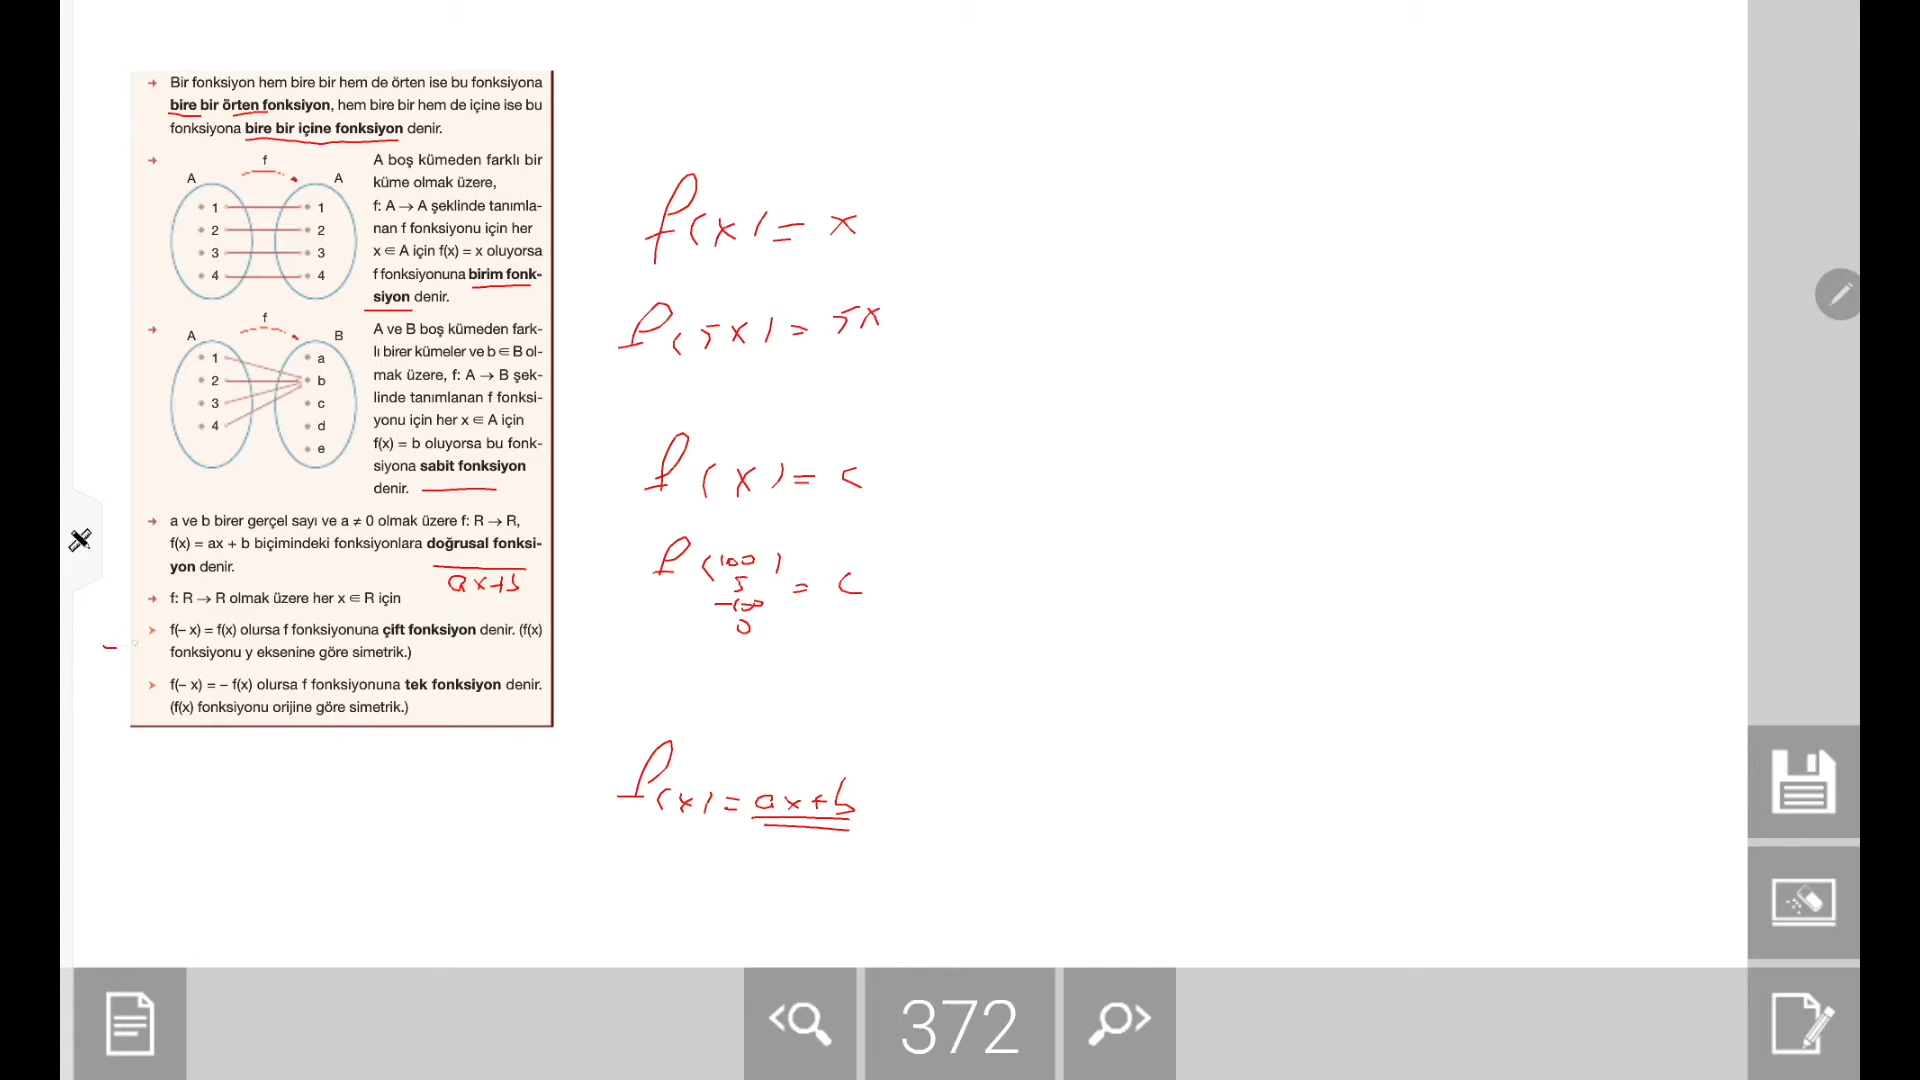 Bir fonksiyon hem bire bir hem de örten ise bu fonksiyona
bire bir örten fonksiyon, hem bire bir hem de içine ise bu
fonksiyona bire bir içine fonksiyon denir.
f
A
A
1 1
2 2
3 3
4 4
A boş kümeden farklı bir
küme olmak üzere,
f: A → A şeklinde tanımla-
nan f fonksiyonu için her
x ∈ A için f(x) = x oluyorsa
f fonksiyonuna birim fonk-
siyon denir.
f
A
B
1 a
2 b
3 c
4 d
e
A ve B boş kümeden fark-
lı birer kümeler ve b ∈ B ol-
mak üzere, f: A → B şek-
linde tanımlanan f fonksi-
yonu için her x ∈ A için
f(x) = b oluyorsa bu fonk-
siyona sabit fonksiyon
denir.
a ve b birer gerçel sayı ve a ≠ 0 olmak üzere f: R → R,
f(x) = ax + b biçimindeki fonksiyonlara doğrusal fonksi-
yon denir.
ax+b
f: R → R olmak üzere her x ∈ R için
f(– x) = f(x) olursa f fonksiyonuna çift fonksiyon denir. (f(x)
fonksiyonu y eksenine göre simetrik.)
f(– x) = – f(x) olursa f fonksiyonuna tek fonksiyon denir.
(f(x) fonksiyonu orijine göre simetrik.)
f(x) = x
f(5x) = 5x
f(x) = c
f(100) = c
5
-100
0
f(x) = ax+b
372